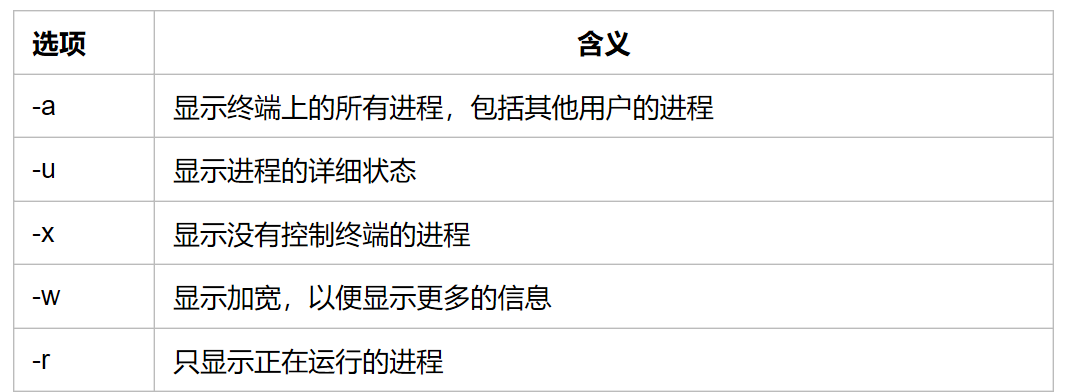 选项 含义
-a 显示终端上的所有进程，包括其他用户的进程
-u 显示进程的详细状态
-x 显示没有控制终端的进程
-w 显示加宽，以便显示更多的信息
-r 只显示正在运行的进程